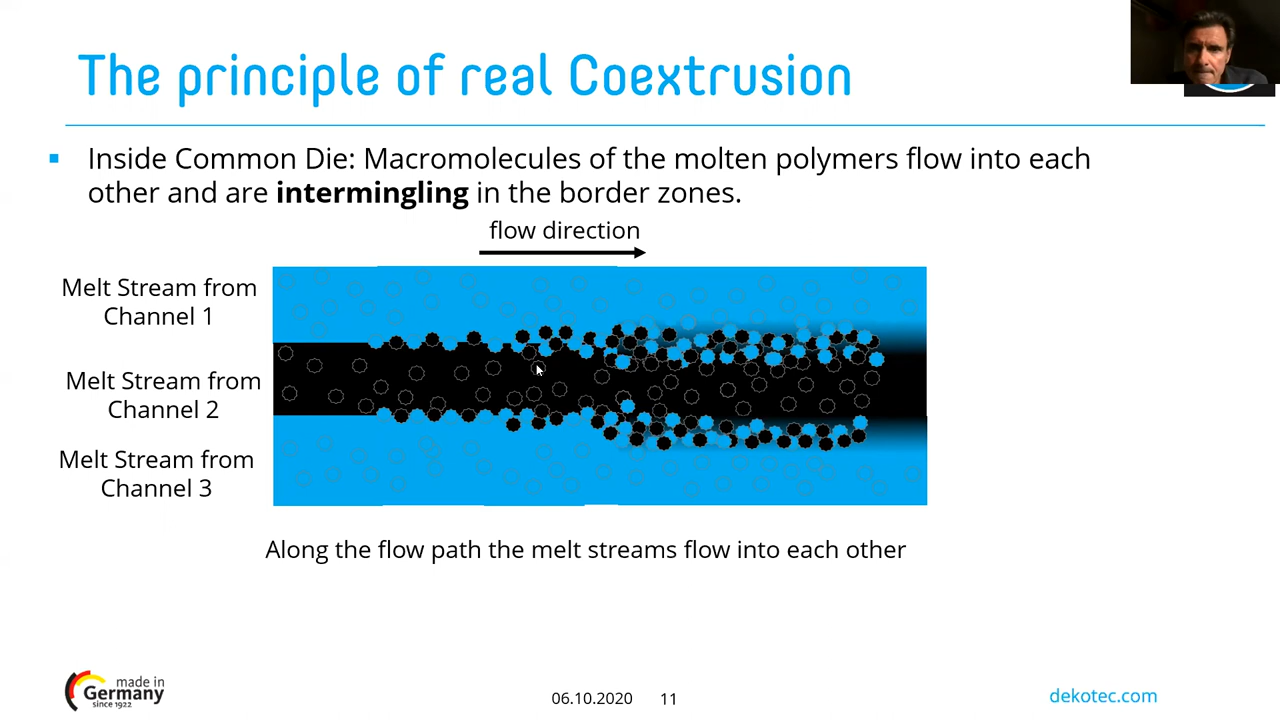 The principle of real Coextrusion
Inside Common Die: Macromolecules of the molten polymers flow into each
other and are intermingling in the border zones.
flow direction
Melt Stream from
Channel 1
Melt Stream from
Channel 2
Melt Stream from
Channel 3
Along the flow path the melt streams flow into each other
made in
Germany
since 1922
06.10.2020
11
dekotec.com